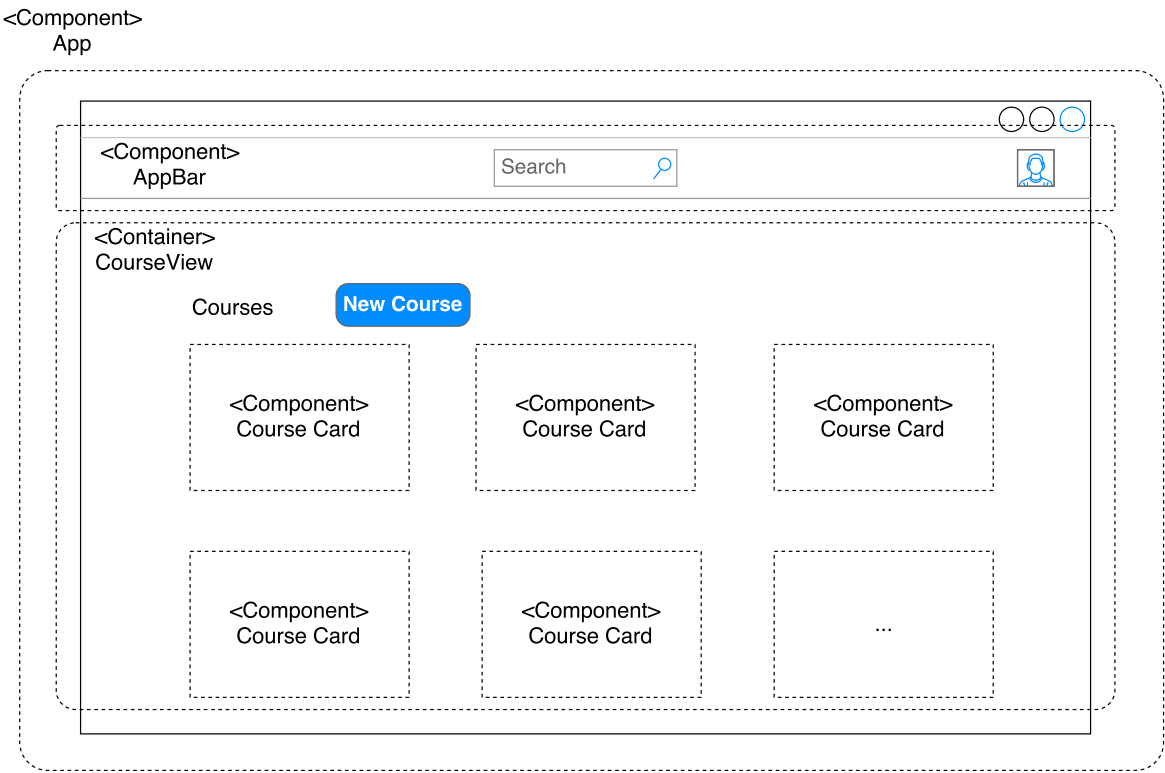 <Component>
App
<Component>
AppBar
Search
<Container>
CourseView
Courses
New Course
<Component>
Course Card
<Component>
Course Card
<Component>
Course Card
<Component>
Course Card
<Component>
Course Card
...